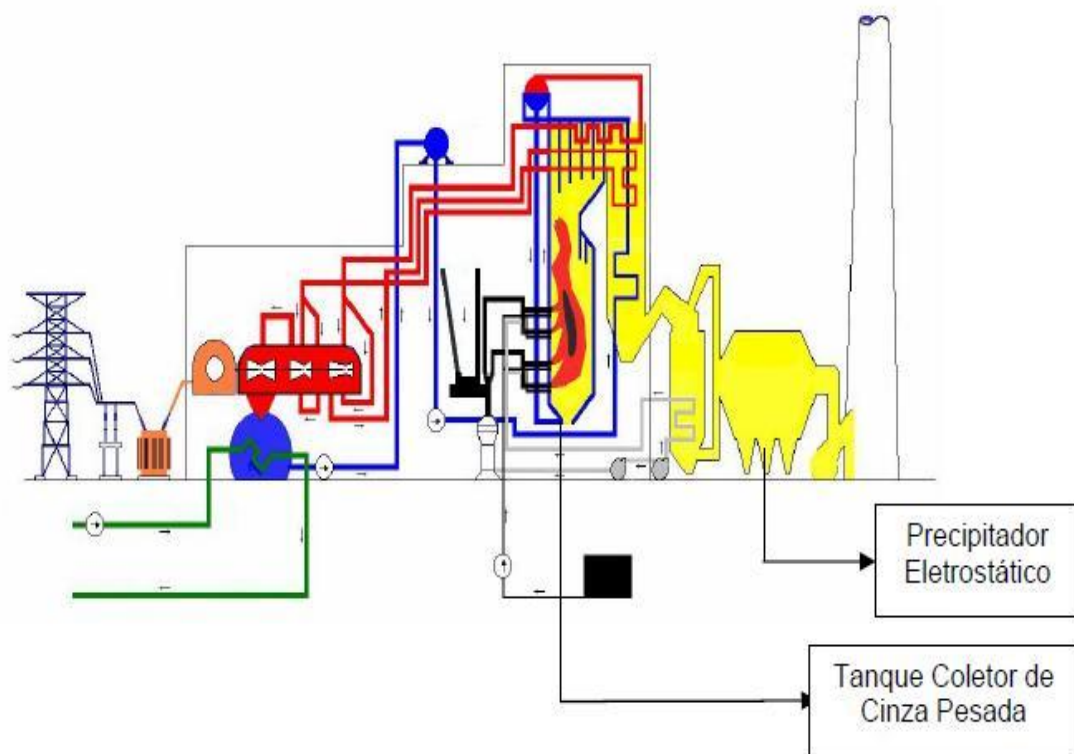 Precipitador
Eletrostático
Tanque Coletor de
Cinza Pesada